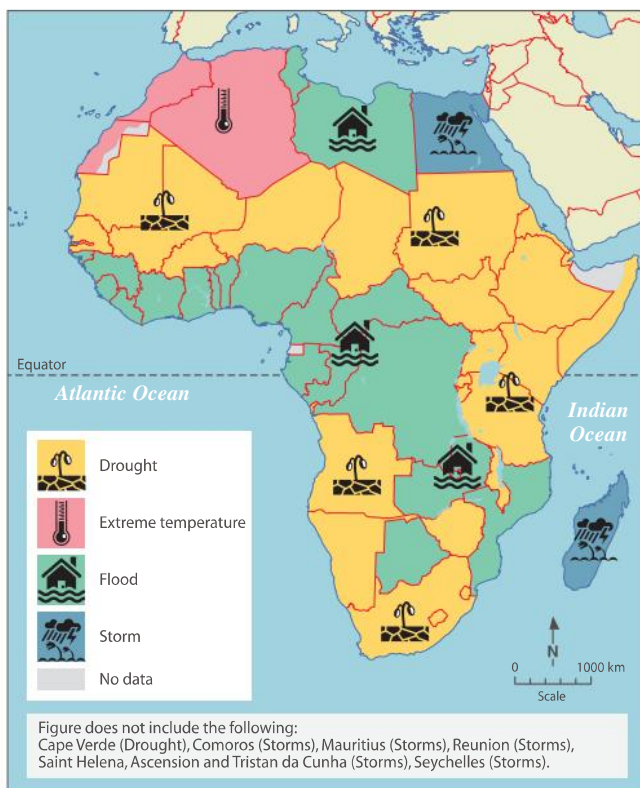 Equator
Atlantic Ocean
Indian
Ocean
Drought
Extreme temperature
Flood
Storm
No data
N
0 1000 km
Scale
Figure does not include the following:
Cape Verde (Drought), Comoros (Storms), Mauritius (Storms), Reunion (Storms),
Saint Helena, Ascension and Tristan da Cunha (Storms), Seychelles (Storms).